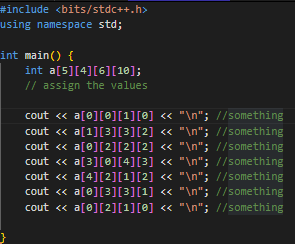 #include <bits/stdc++.h>
using namespace std;
int main() {
int a[5][4][6][10];
// assign the values
cout << a[0][0][1][0] << "\n"; //something
cout << a[1][3][3][2] << "\n"; //something
cout << a[0][2][2][2] << "\n"; //something
cout << a[3][0][4][3] << "\n"; //something
cout << a[4][2][1][2] << "\n"; //something
cout << a[0][3][3][1] << "\n"; //something
cout << a[0][2][1][0] << "\n"; //something
}